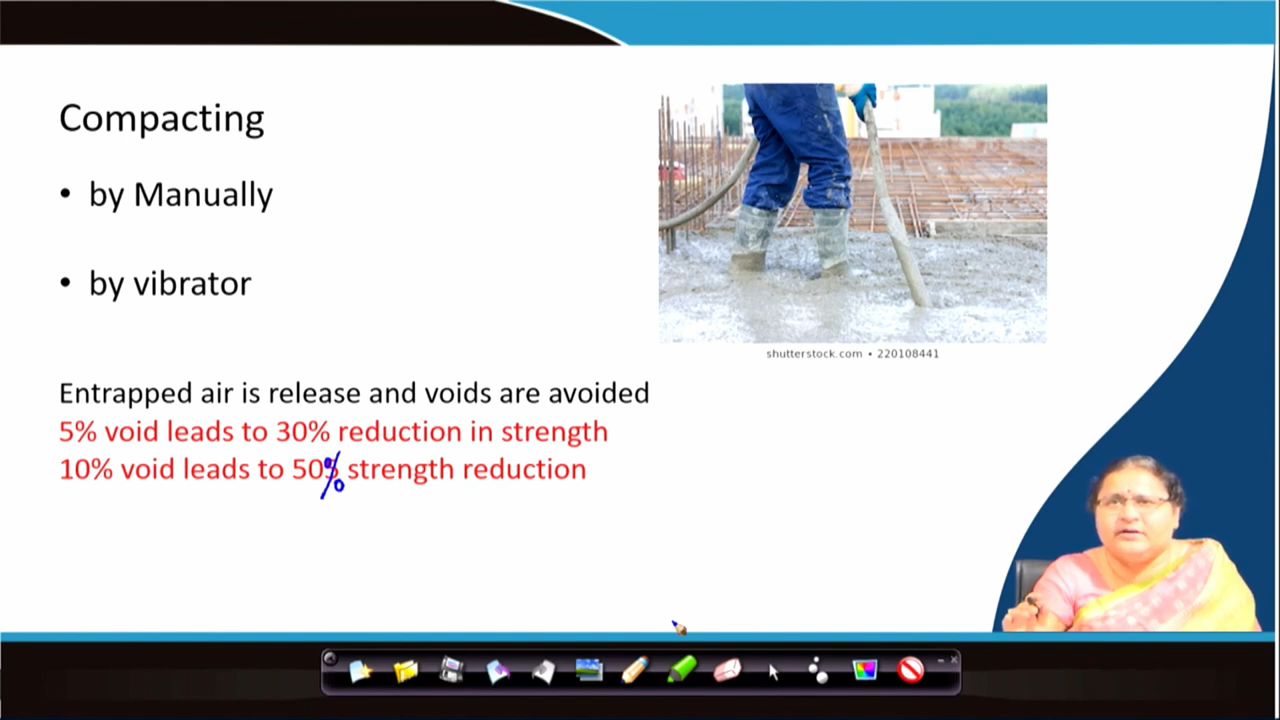 Compacting
• by Manually
• by vibrator
shutterstock.com • 220108441
Entrapped air is release and voids are avoided
5% void leads to 30% reduction in strength
10% void leads to 50% strength reduction